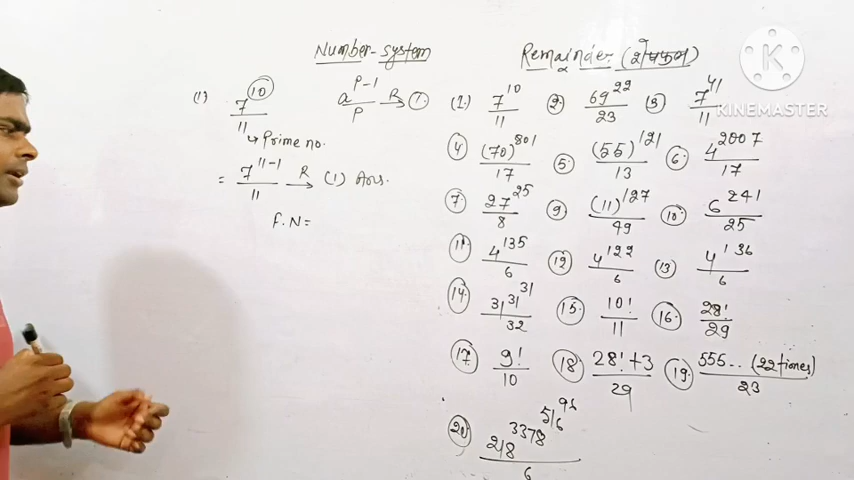 Number-system
Remainder (शेषफल)
(1) 7^10/11 a^(P-1)/P R→ 1.
↳ Prime no.
= 7^(11-1)/11 R→ (1) Ans.
F.N=
(1.) 7^10/11 (2.) 69^22/23 (3) 7^41/11
(4) (70)^801/17 (5.) (55)^121/13 (6.) 4^2007/17
(7.) 27^25/8 (9.) (11)^127/49 (10.) 6^241/25
(11) 4^135/6 (12) 4^122/6 (13) 4^136/6
(14.) 31^31^31/32 (15.) 10!/11 (16.) 28!/29
(17.) 9!/10 (18.) 28!+3/29 (19.) 555... (22 times)/23
(20) 218^3378^516^
6
KINEMASTER